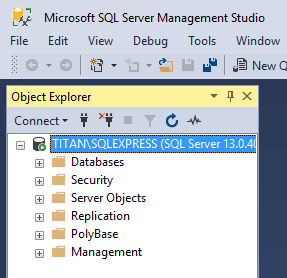 Microsoft SQL Server Management Studio
File Edit View Debug Tools Window
New Q
Object Explorer
Connect
TITAN\SQLEXPRESS (SQL Server 13.0.40
Databases
Security
Server Objects
Replication
PolyBase
Management